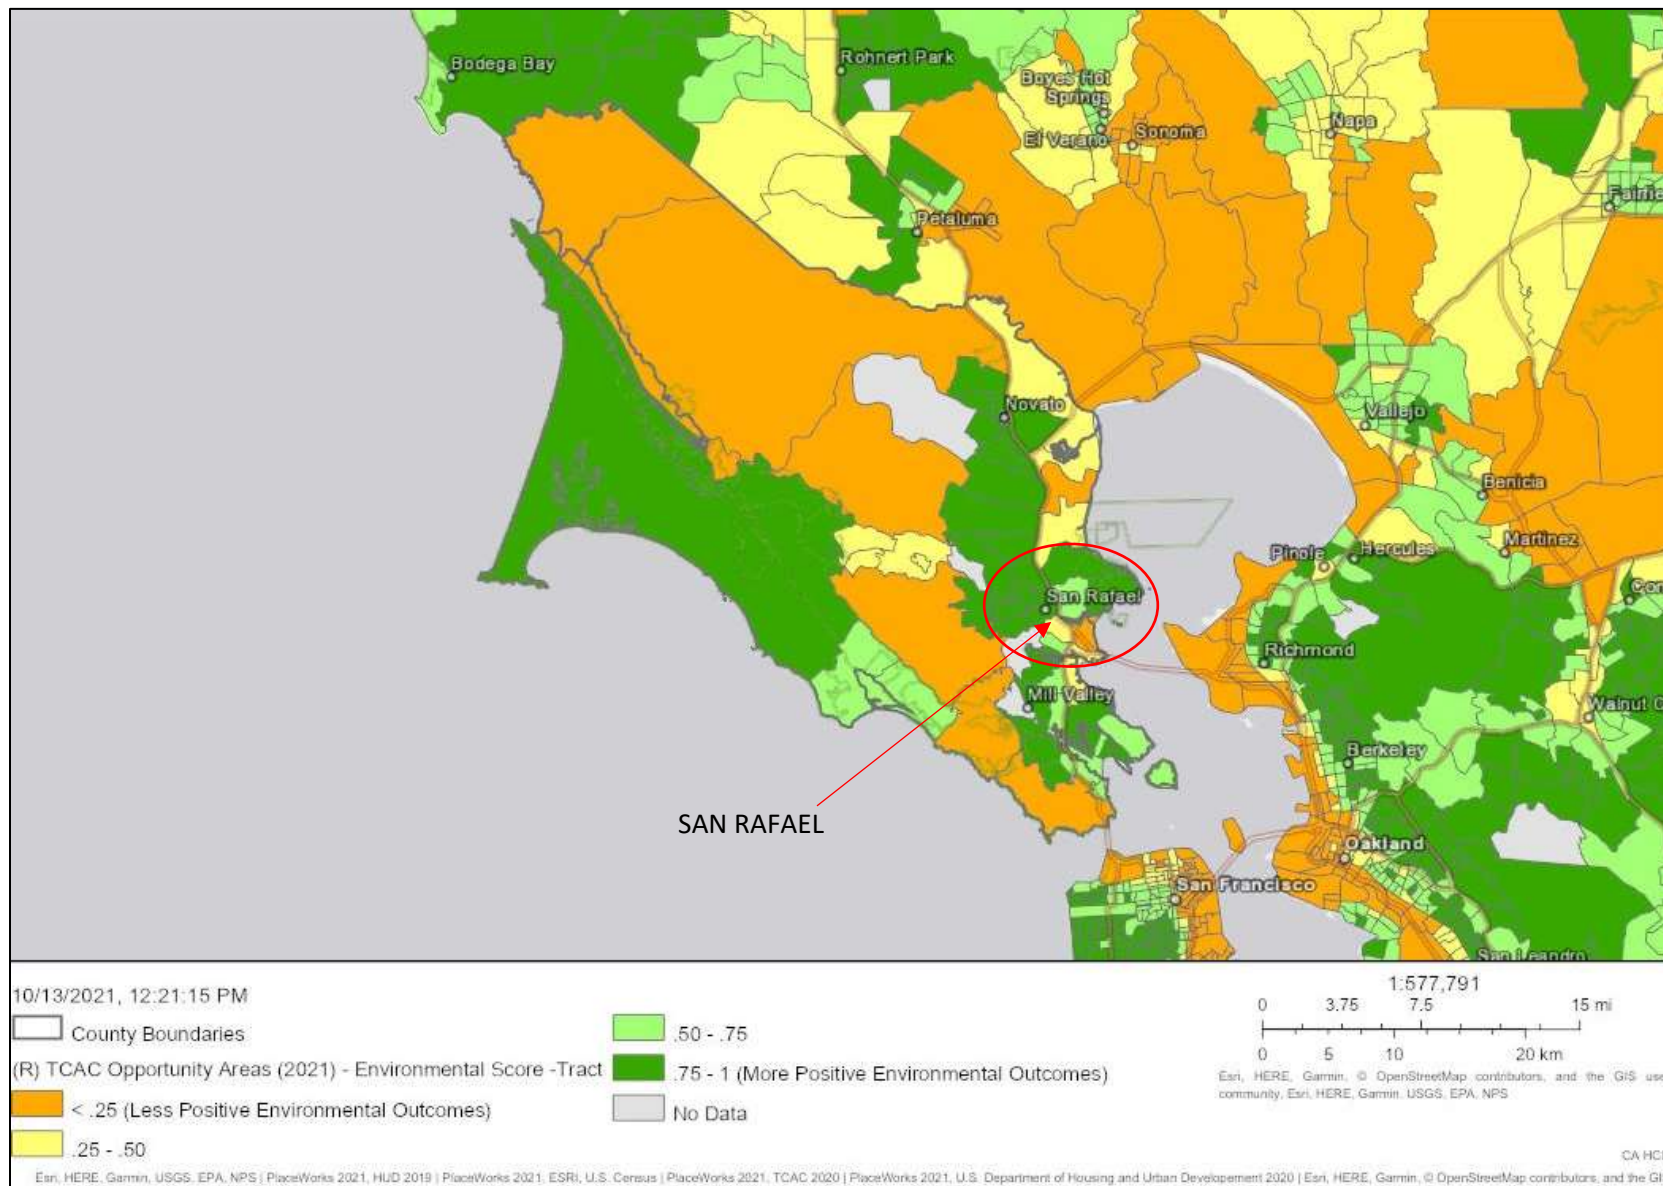 Bodega Bay
Rohnert Park
Boyes Hot
Springs
El Verano
Sonoma
Napa
Petaluma
Novato
Vallejo
Benicia
Pinole
Hercules
Martinez
San Rafael
Richmond
Mill Valley
Berkeley
SAN RAFAEL
Oakland
San Francisco
San Leandro
10/13/2021, 12:21:15 PM
County Boundaries
(R) TCAC Opportunity Areas (2021) - Environmental Score -Tract
< .25 (Less Positive Environmental Outcomes)
.25 - .50
.50 - .75
.75 - 1 (More Positive Environmental Outcomes)
No Data
1:577,791
0 3.75 7.5 15 mi
0 5 10 20 km
Esri, HERE, Garmin, © OpenStreetMap contributors, and the GIS use
community, Esri, HERE, Garmin, USGS, EPA, NPS
CA HC
Esri, HERE, Garmin, USGS, EPA, NPS | PlaceWorks 2021, HUD 2019 | PlaceWorks 2021, ESRI, U.S. Census | PlaceWorks 2021, TCAC 2020 | PlaceWorks 2021, U.S. Department of Housing and Urban Developement 2020 | Esri, HERE, Garmin, © OpenStreetMap contributors, and the GI